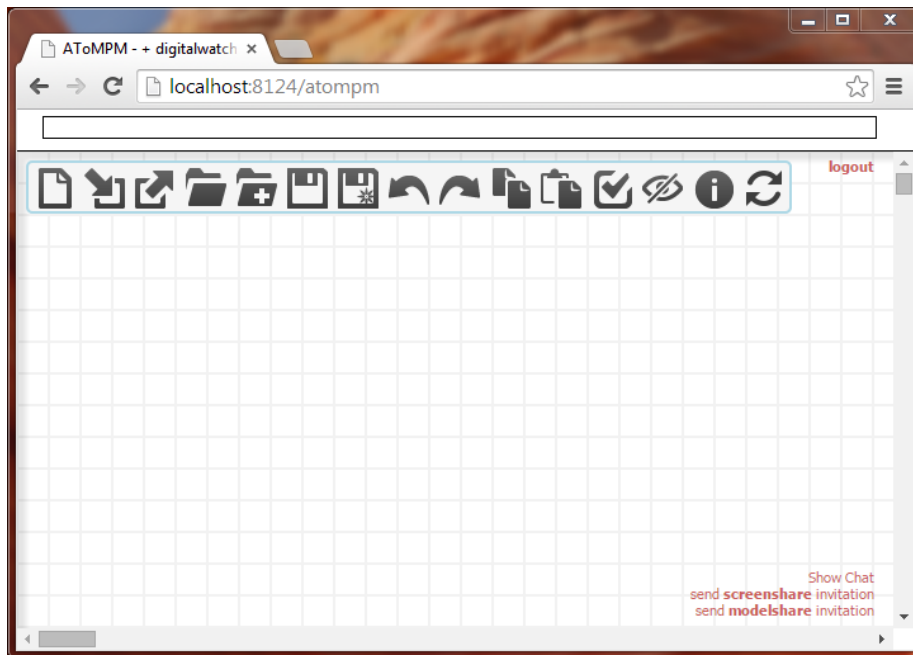 AToMPM - + digitalwatch
localhost:8124/atompm
logout
Show Chat
send screenshare invitation
send modelshare invitation